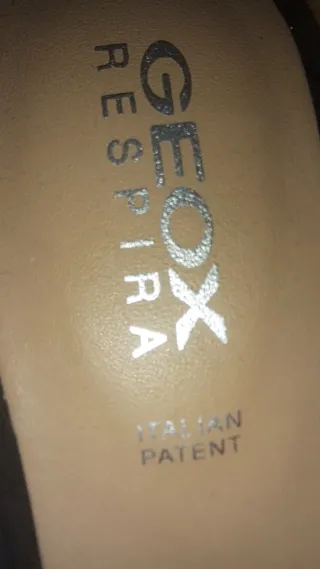 GEOX
RESPIRA
ITALIAN
PATENT